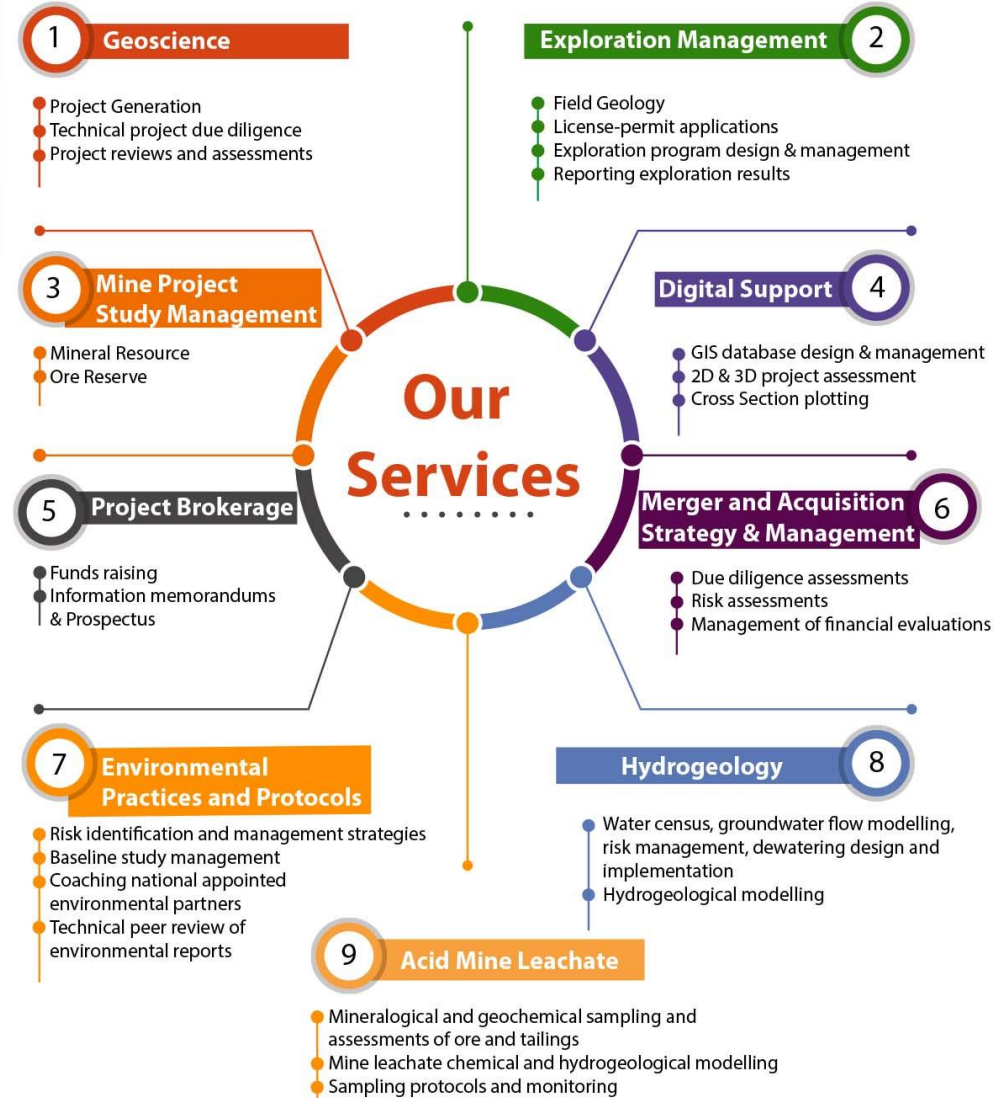 1
Geoscience
Project Generation
Technical project due diligence
Project reviews and assessments
Exploration Management
2
Field Geology
License-permit applications
Exploration program design & management
Reporting exploration results
3
Mine Project
Study Management
Mineral Resource
Ore Reserve
Digital Support
4
GIS database design & management
2D & 3D project assessment
Cross Section plotting
Our
Services
5
Project Brokerage
Funds raising
Information memorandums
& Prospectus
Merger and Acquisition
Strategy & Management
6
Due diligence assessments
Risk assessments
Management of financial evaluations
7
Environmental
Practices and Protocols
Risk identification and management strategies
Baseline study management
Coaching national appointed
environmental partners
Technical peer review of
environmental reports
Hydrogeology
8
Water census, groundwater flow modelling,
risk management, dewatering design and
implementation
Hydrogeological modelling
9
Acid Mine Leachate
Mineralogical and geochemical sampling and
assessments of ore and tailings
Mine leachate chemical and hydrogeological modelling
Sampling protocols and monitoring